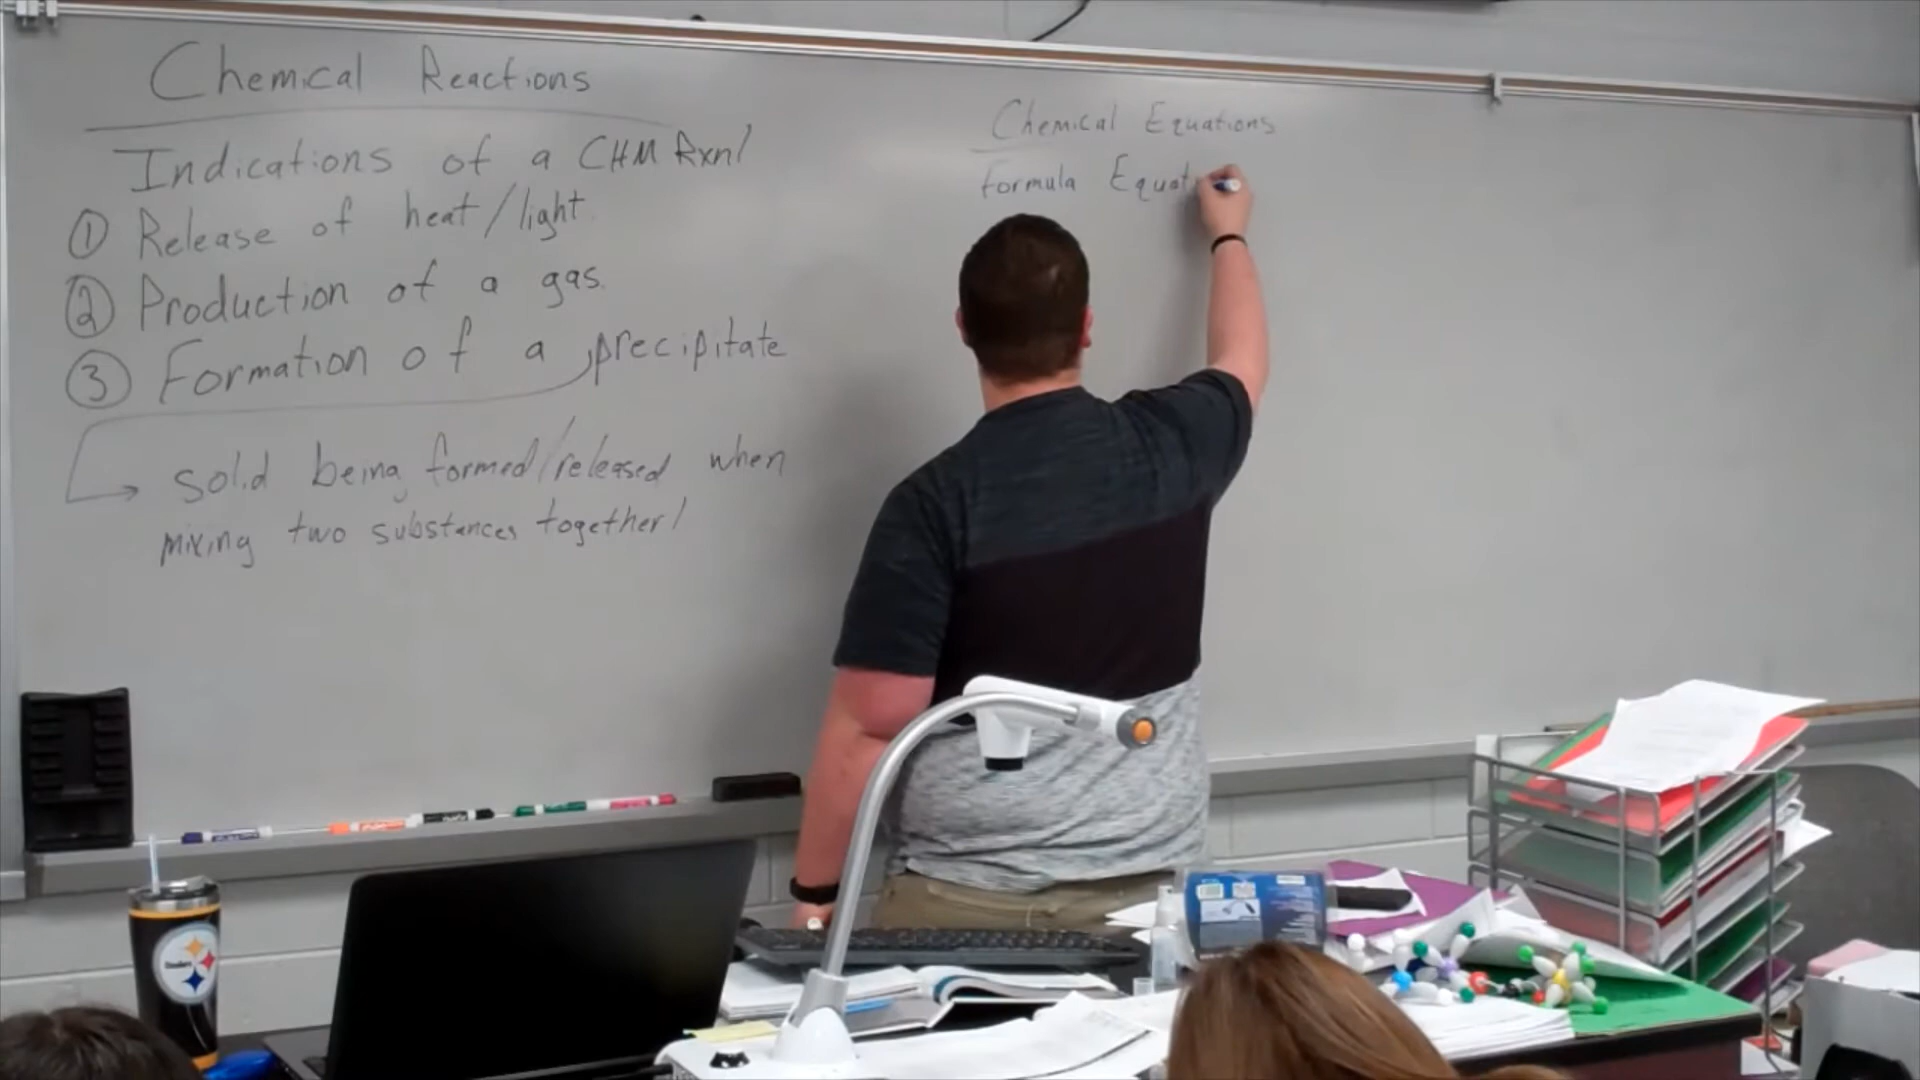 Chemical Reactions
Indications of a CHM Rxn/
① Release of heat/light.
② Production of a gas.
③ Formation of a precipitate
solid being formed/released when
mixing two substances together/
Chemical Equations
Formula Equat
Steelers